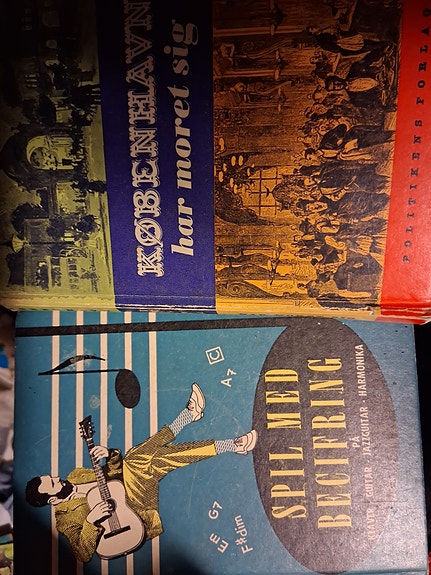 KØBENHAVN
har moret sig
POLITIKENS FORLAG
SPIL MED
BECIFRING
PÅ
KLAVER · GUITAR · JAZZGUITAR · HARMONIKA
C
A7
G7
E
F#dim